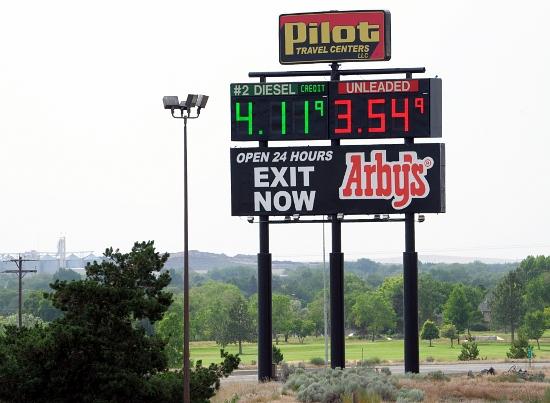 Pilot
TRAVEL CENTERS
LLC
#2 DIESEL CREDIT UNLEADED
4.11⁹ 3.54⁹
OPEN 24 HOURS
EXIT
NOW
Arby's®